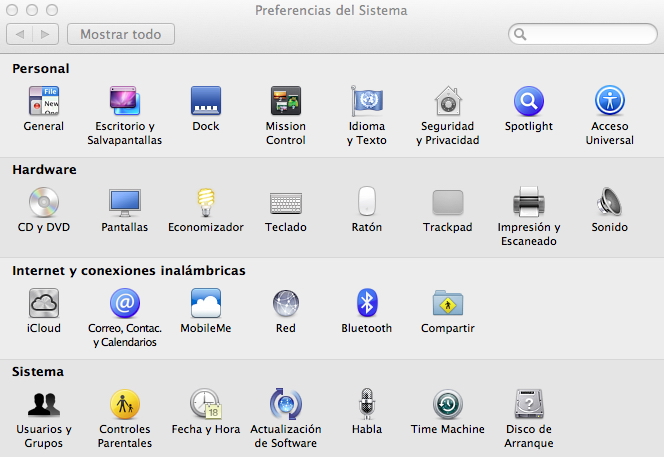 Preferencias del Sistema
Mostrar todo
Personal
File
New
General
Escritorio y
Salvapantallas
Dock
Mission
Control
Idioma
y Texto
Seguridad
y Privacidad
Spotlight
Acceso
Universal
Hardware
CD y DVD
Pantallas
Economizador
Teclado
Ratón
Trackpad
Impresión y
Escaneado
Sonido
Internet y conexiones inalámbricas
iCloud
@
Correo, Contac.
y Calendarios
MobileMe
Red
Bluetooth
Compartir
Sistema
Usuarios y
Grupos
Controles
Parentales
18
Fecha y Hora
Actualización
de Software
Habla
Time Machine
Disco de
Arranque